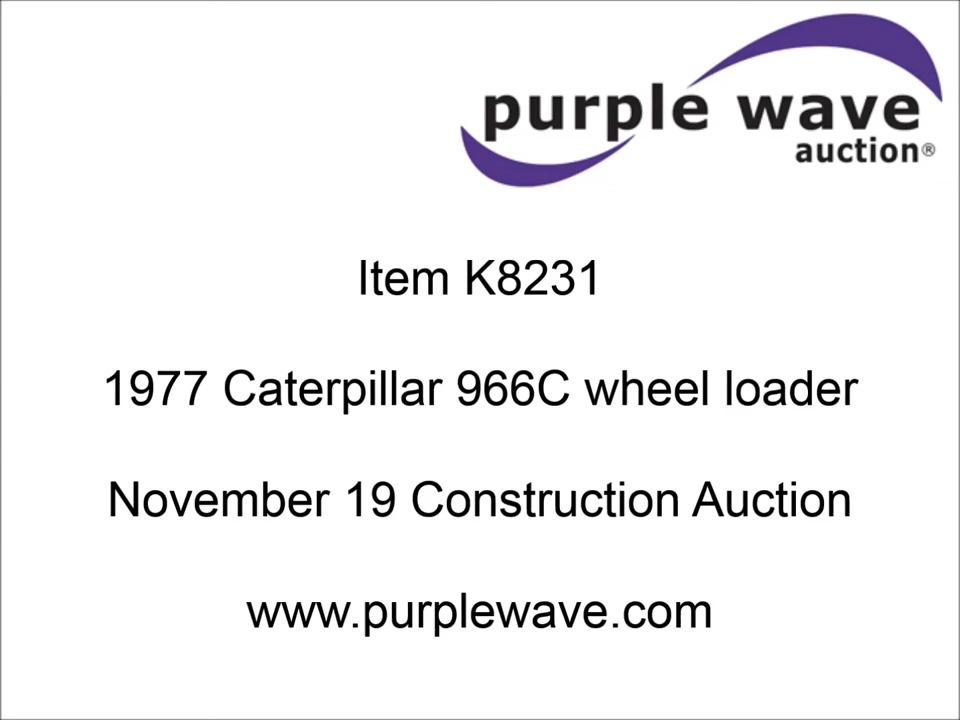 purple wave
auction®
Item K8231
1977 Caterpillar 966C wheel loader
November 19 Construction Auction
www.purplewave.com